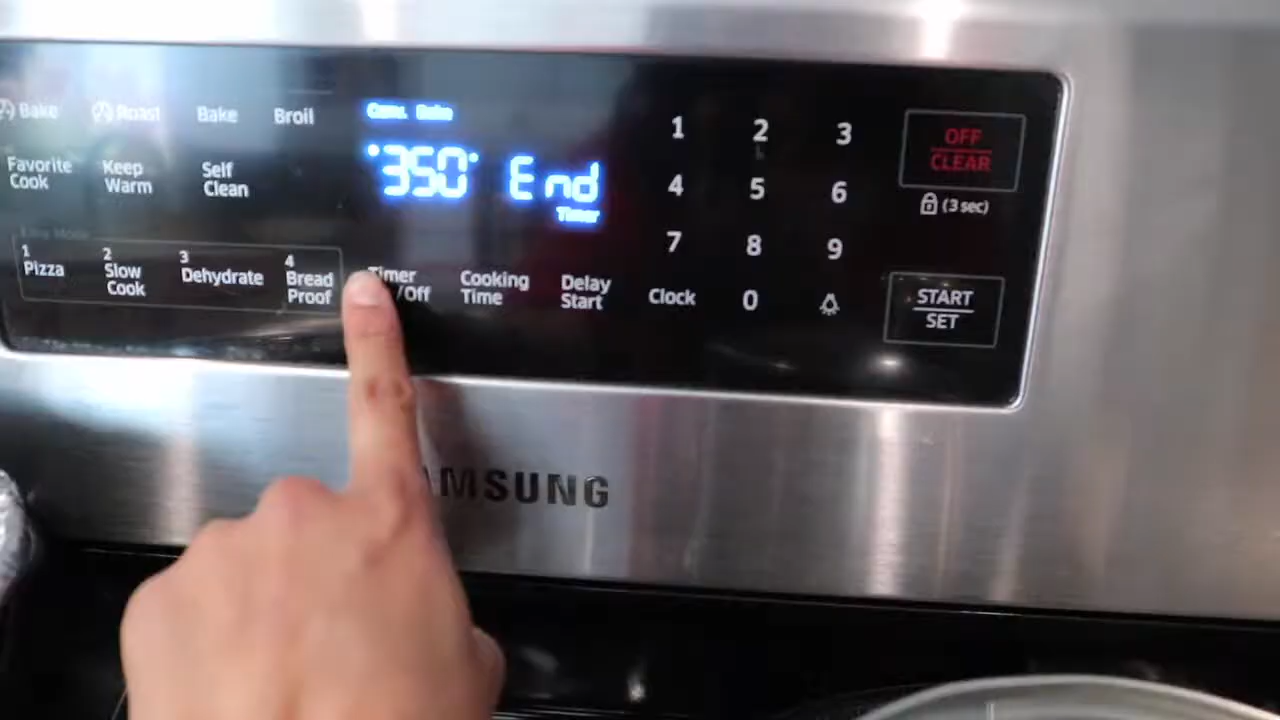 Bake
Roast
Bake
Broil
Conv. Bake
1
2
3
OFF
CLEAR
Favorite
Cook
Keep
Warm
Self
Clean
350° End
Timer
4
5
6
(3 sec)
1
Pizza
2
Slow
Cook
3
Dehydrate
4
Bread
Proof
Timer
/Off
Cooking
Time
Delay
Start
7
8
9
Clock
0
START
SET
AMSUNG